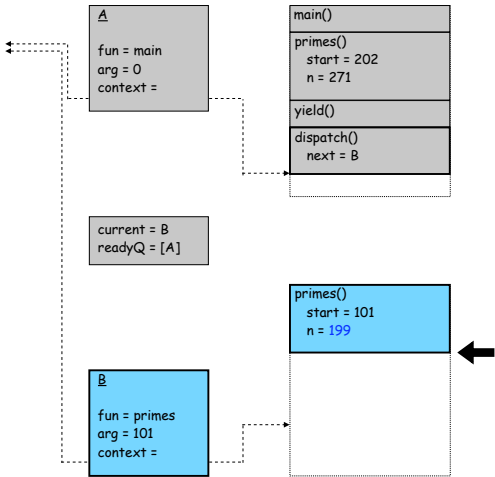 A
fun = main
arg = 0
context =
main()
primes()
start = 202
n = 271
yield()
dispatch()
next = B
current = B
readyQ = [A]
primes()
start = 101
n = 199
B
fun = primes
arg = 101
context =